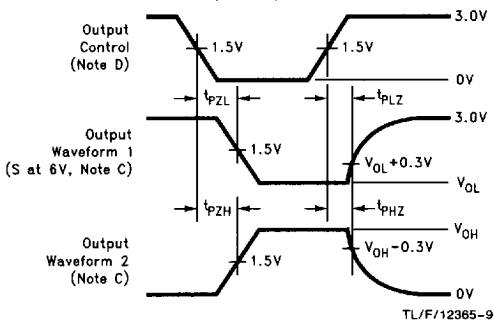 Output
Control
(Note D)
1.5V
1.5V
3.0V
0V
tPZL
tPLZ
Output
Waveform 1
(S at 6V, Note C)
1.5V
3.0V
VOL+0.3V
VOL
tPZH
tPHZ
Output
Waveform 2
(Note C)
1.5V
VOH
VOH−0.3V
0V
TL/F/12365-9